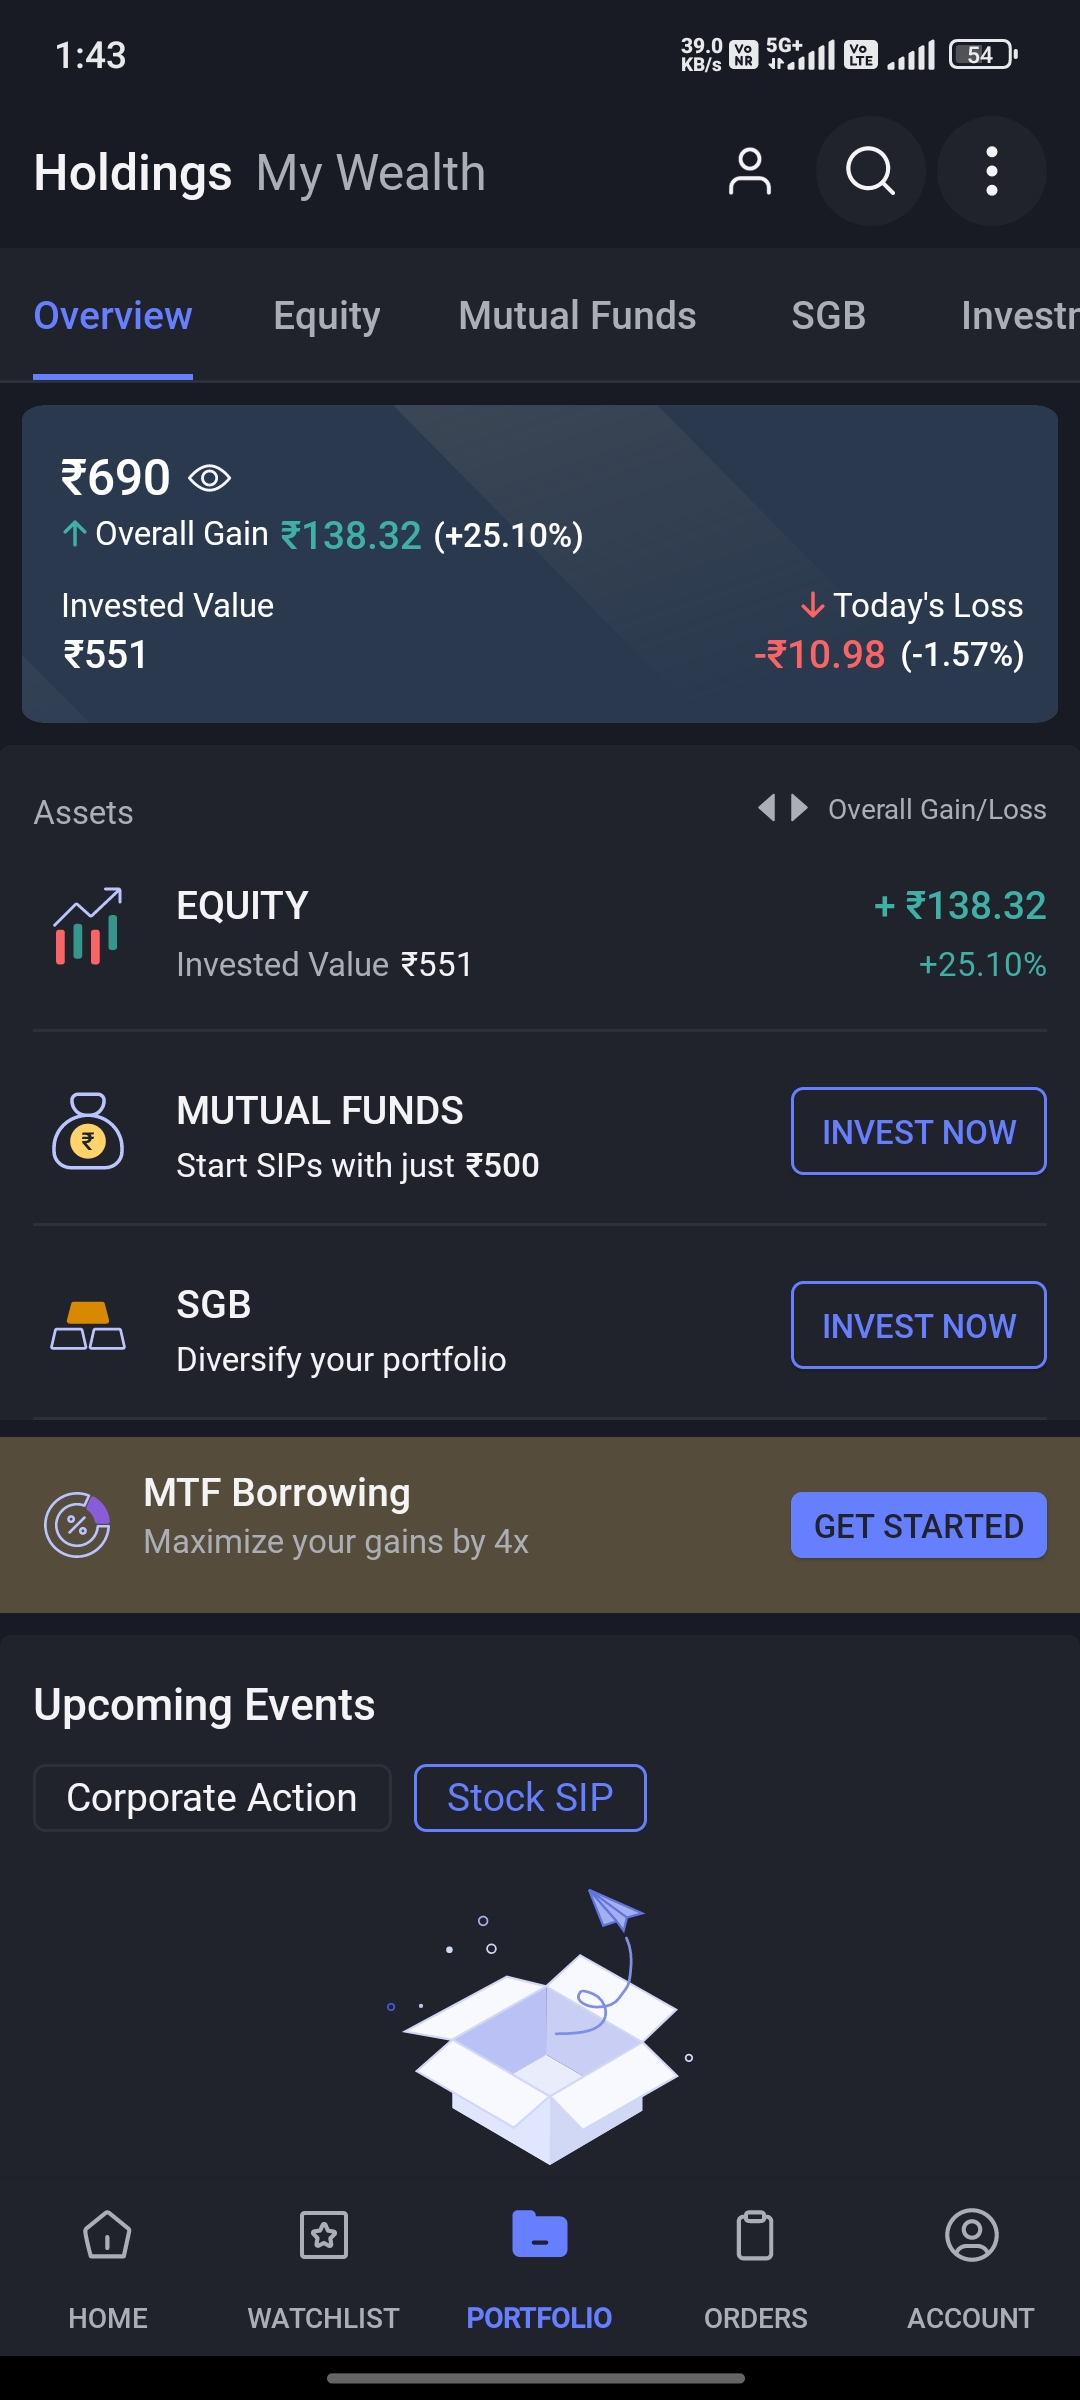 1:43
39.0 KB/s Vo NR 5G+ Vo LTE 54
Holdings My Wealth
Overview Equity Mutual Funds SGB Investr
₹690
Overall Gain ₹138.32 (+25.10%)
Invested Value Today's Loss
₹551 -₹10.98 (-1.57%)
Assets Overall Gain/Loss
EQUITY + ₹138.32
Invested Value ₹551 +25.10%
MUTUAL FUNDS
₹
INVEST NOW
Start SIPs with just ₹500
SGB
INVEST NOW
Diversify your portfolio
MTF Borrowing
%
GET STARTED
Maximize your gains by 4x
Upcoming Events
Corporate Action Stock SIP
HOME WATCHLIST PORTFOLIO ORDERS ACCOUNT